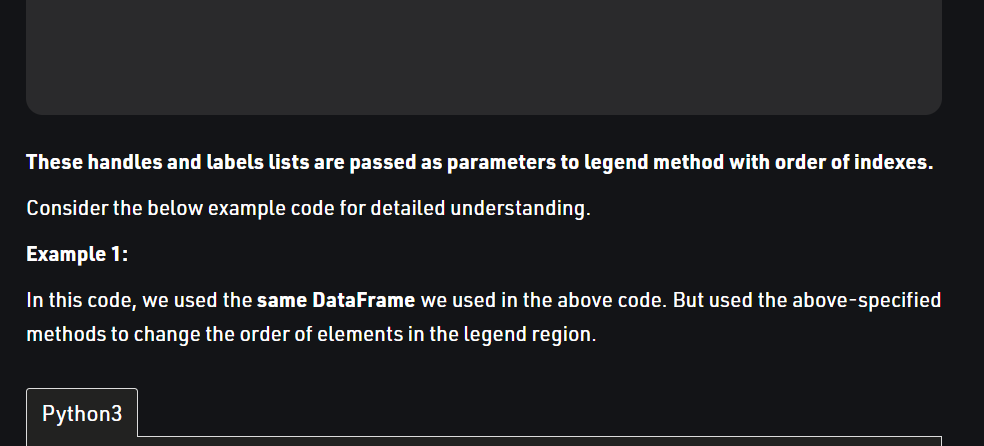 These handles and labels lists are passed as parameters to legend method with order of indexes.
Consider the below example code for detailed understanding.
Example 1:
In this code, we used the same DataFrame we used in the above code. But used the above-specified
methods to change the order of elements in the legend region.
Python3